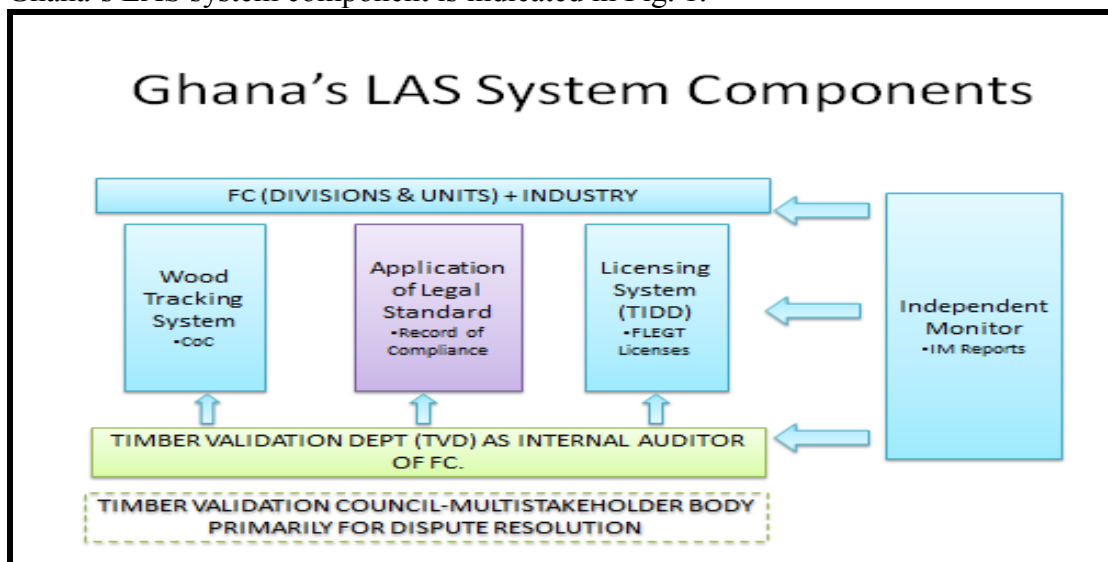 Ghana's LAS system component is indicated in Fig. 1.
Ghana's LAS System Components
FC (DIVISIONS & UNITS) + INDUSTRY
Wood
Tracking
System
•CoC
Application
of Legal
Standard
•Record of
Compliance
Licensing
System
(TIDD)
•FLEGT
Licenses
Independent
Monitor
•IM Reports
TIMBER VALIDATION DEPT (TVD) AS INTERNAL AUDITOR
OF FC.
TIMBER VALIDATION COUNCIL-MULTISTAKEHOLDER BODY
PRIMARILY FOR DISPUTE RESOLUTION